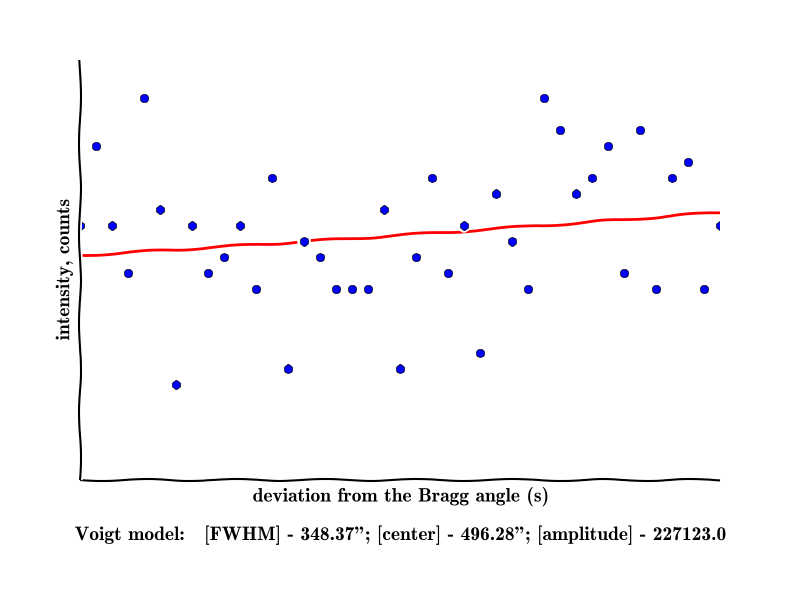 intensity, counts
deviation from the Bragg angle (s)
Voigt model: [FWHM] - 348.37”; [center] - 496.28”; [amplitude] - 227123.0